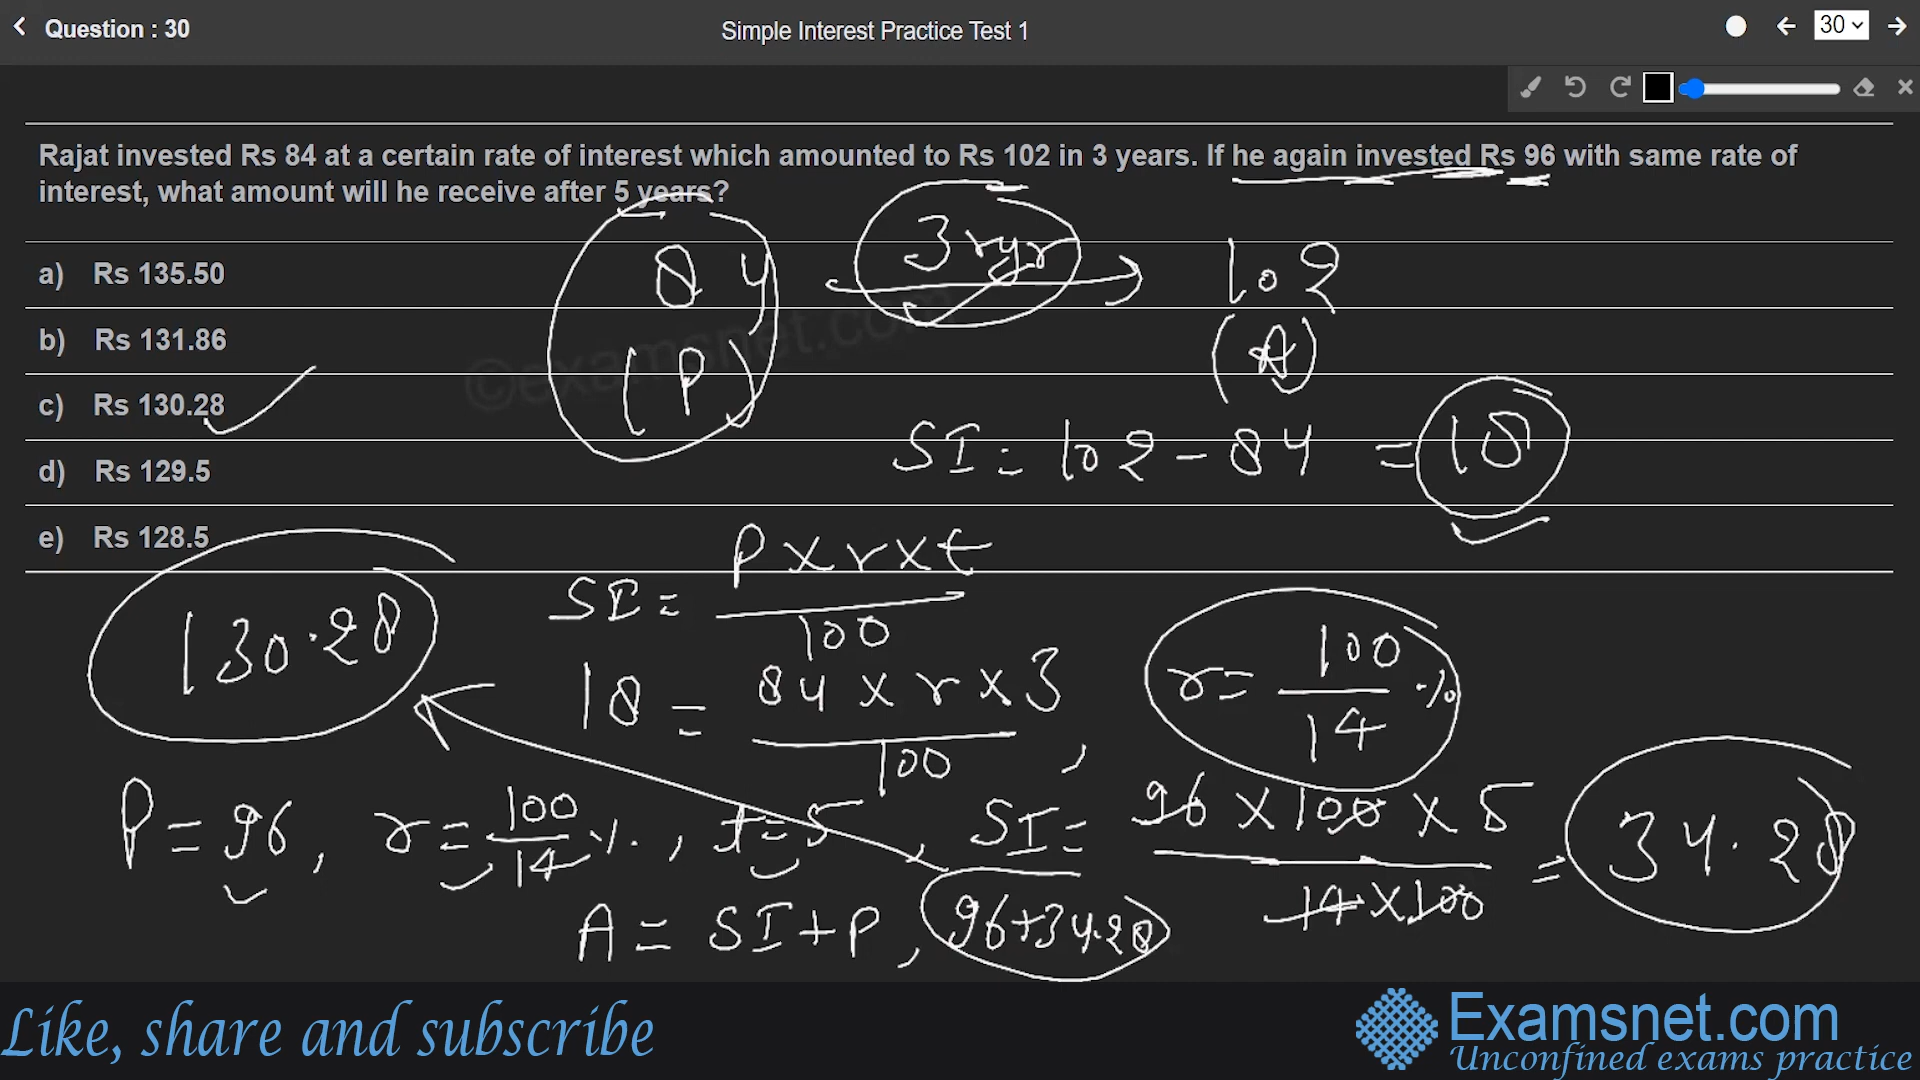 Question : 30
Simple Interest Practice Test 1
30
Rajat invested Rs 84 at a certain rate of interest which amounted to Rs 102 in 3 years. If he again invested Rs 96 with same rate of
interest, what amount will he receive after 5 years?
84
3 yr
102
a) Rs 135.50
b) Rs 131.86
©examsnet.com
(P)
(A)
c) Rs 130.28
SI = 102 - 84 = 18
d) Rs 129.5
e) Rs 128.5
SI = P x r x t
100
130.28
18 = 84 x r x 3
100 ,
r = 100 %
14
P = 96 , r = 100 %. , t = 5 , SI = 96 x 100 x 5 = 34.28
14
14 x 100
A = SI + P , 96+34.28
Like, share and subscribe
Examsnet.com
Unconfined exams practice